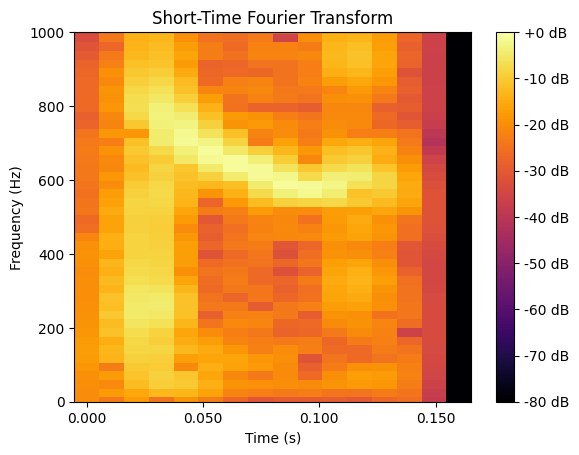 Short-Time Fourier Transform
Frequency (Hz)
1000
800
600
400
200
0
0.000
0.050
0.100
0.150
Time (s)
+0 dB
-10 dB
-20 dB
-30 dB
-40 dB
-50 dB
-60 dB
-70 dB
-80 dB